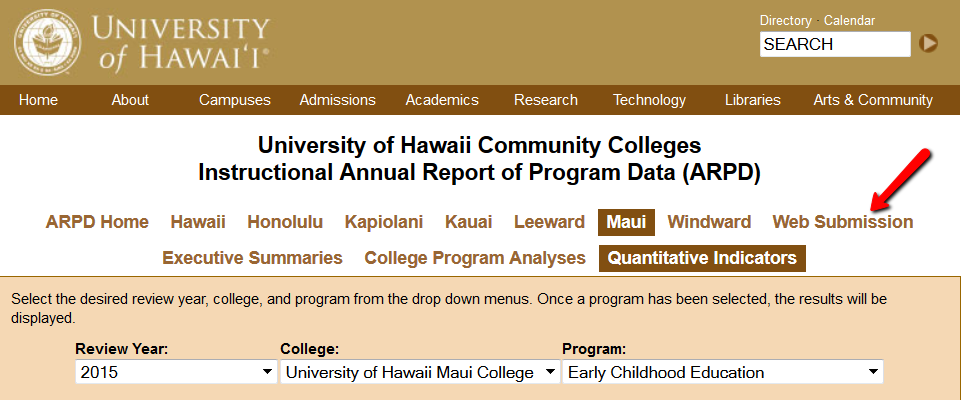 UNIVERSITY
of HAWAI‘I®
Directory · Calendar
SEARCH
Home About Campuses Admissions Academics Research Technology Libraries Arts & Community
University of Hawaii Community Colleges
Instructional Annual Report of Program Data (ARPD)
ARPD Home Hawaii Honolulu Kapiolani Kauai Leeward Maui Windward Web Submission
Executive Summaries College Program Analyses Quantitative Indicators
Select the desired review year, college, and program from the drop down menus. Once a program has been selected, the results will be
displayed.
Review Year: College: Program:
2015 University of Hawaii Maui College Early Childhood Education